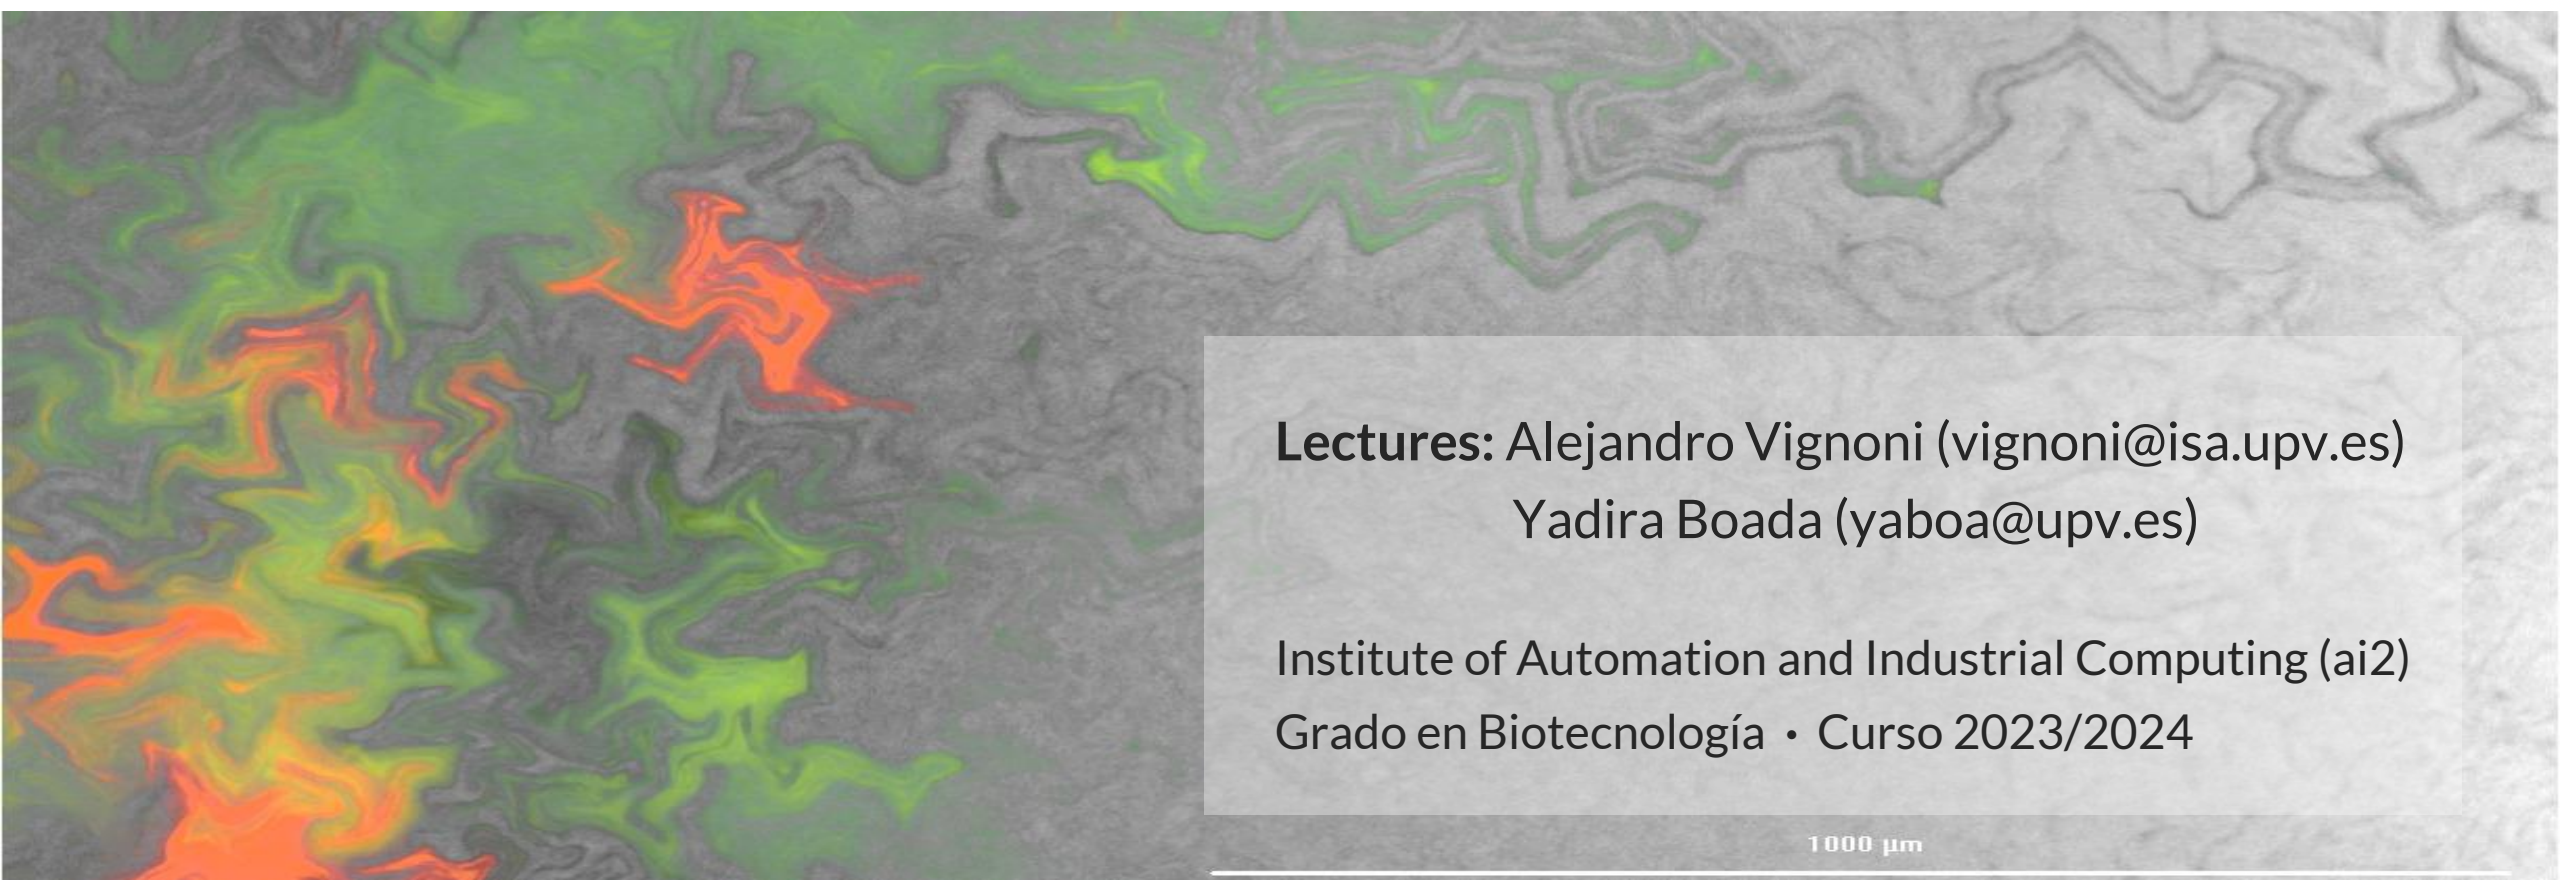 Lectures: Alejandro Vignoni (vignoni@isa.upv.es)
Yadira Boada (yaboa@upv.es)
Institute of Automation and Industrial Computing (ai2)
Grado en Biotecnología · Curso 2023/2024
1000 µm